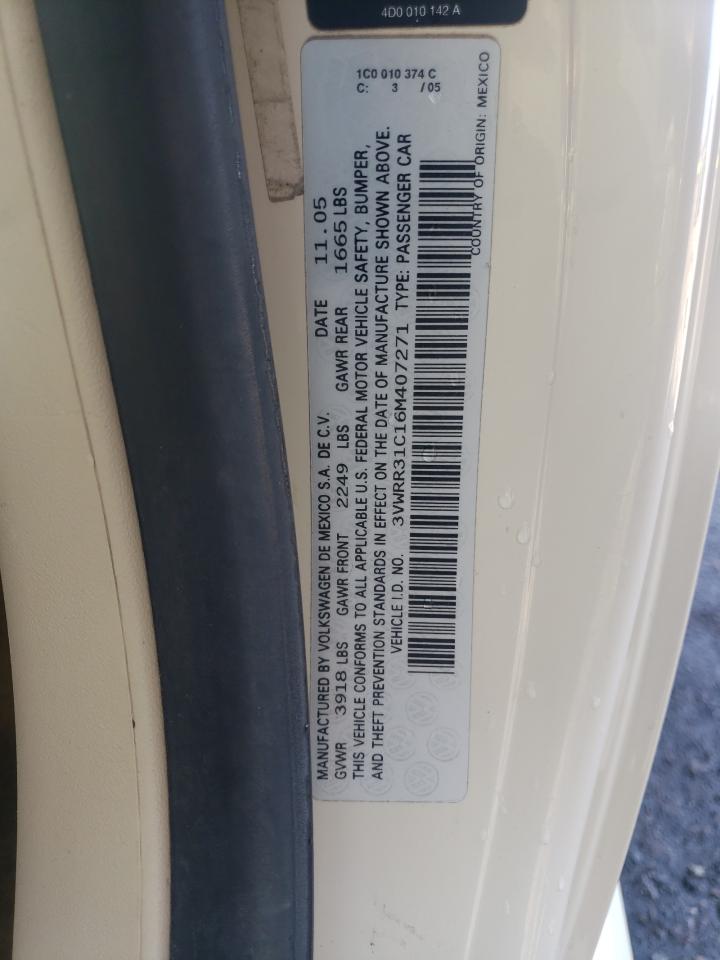 4D0 010 142 A
1C0 010 374 C
C: 3 /05
MANUFACTURED BY VOLKSWAGEN DE MEXICO S.A. DE C.V. DATE 11.05
GVWR 3918 LBS GAWR FRONT 2249 LBS GAWR REAR 1665 LBS
THIS VEHICLE CONFORMS TO ALL APPLICABLE U.S. FEDERAL MOTOR VEHICLE SAFETY, BUMPER,
AND THEFT PREVENTION STANDARDS IN EFFECT ON THE DATE OF MANUFACTURE SHOWN ABOVE.
VEHICLE I.D. NO. 3VWRR31C16M407271 TYPE: PASSENGER CAR
COUNTRY OF ORIGIN: MEXICO